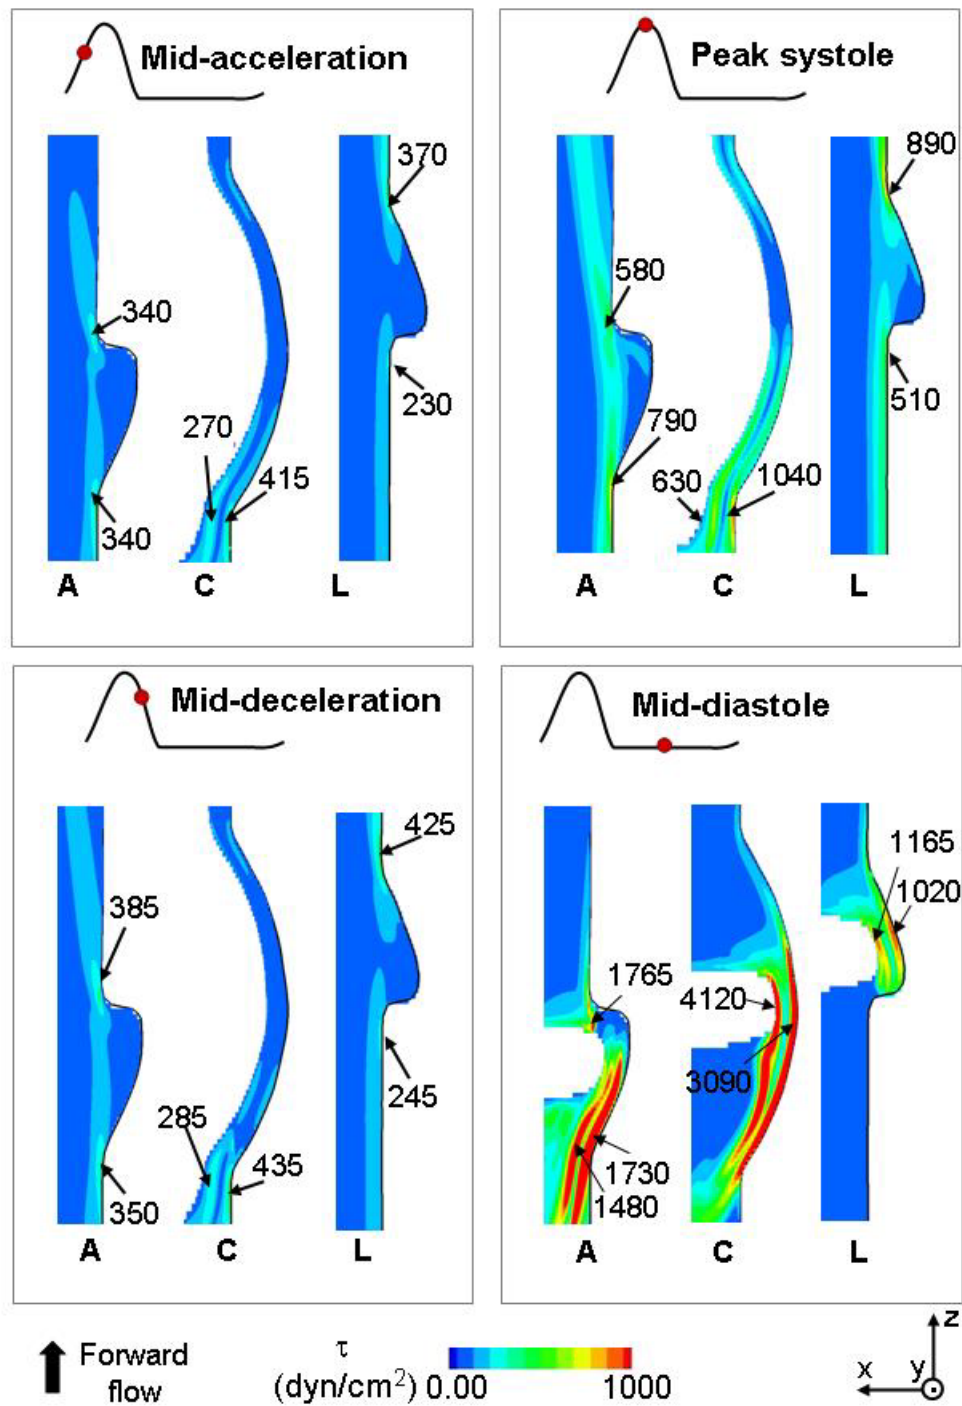 Mid-acceleration
370
340
230
270
415
340
A C L
Peak systole
890
580
510
790
630
1040
A C L
Mid-deceleration
425
385
245
285
435
350
A C L
Mid-diastole
1165
1020
1765
4120
3090
1730
1480
A C L
Forward
flow
τ
(dyn/cm²) 0.00 1000
z
x y